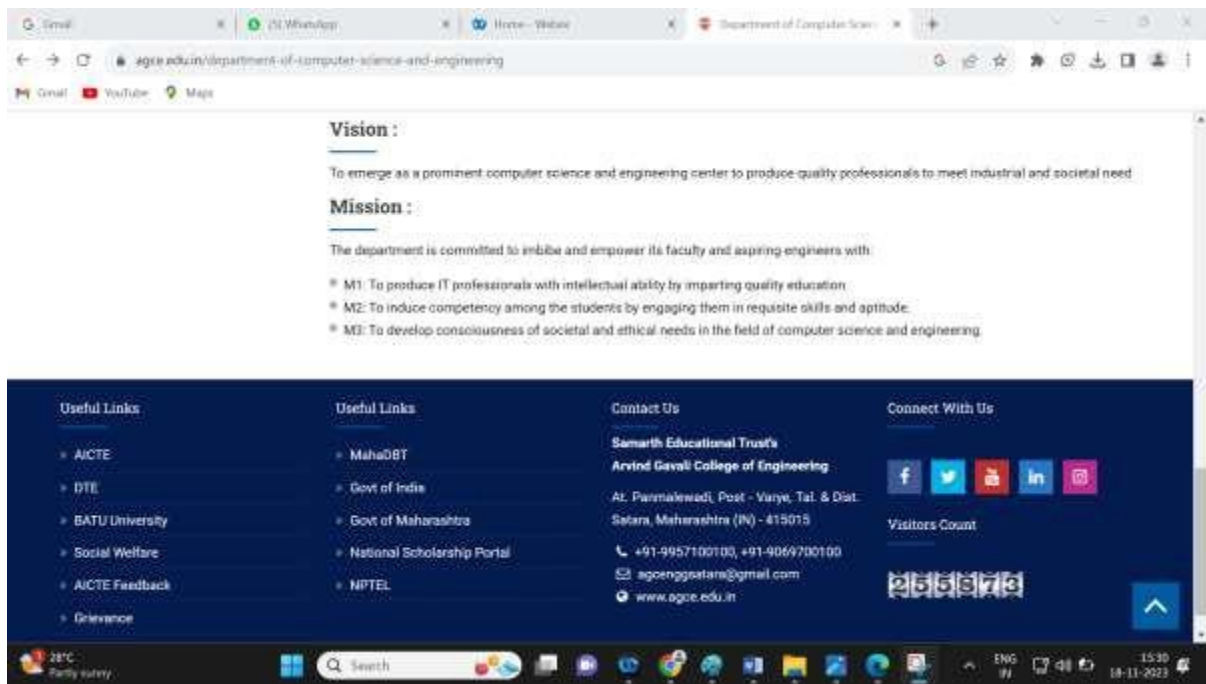 Gmail
(5) WhatsApp
Home - Webex
Department of Computer Scien
agce.edu.in/department-of-computer-science-and-engineering
Gmail YouTube Maps
Vision :
To emerge as a prominent computer science and engineering center to produce quality professionals to meet industrial and societal need
Mission :
The department is committed to imbibe and empower its faculty and aspiring engineers with:
M1: To produce IT professionals with intellectual ability by imparting quality education
M2: To induce competency among the students by engaging them in requisite skills and aptitude.
M3: To develop consciousness of societal and ethical needs in the field of computer science and engineering.
Useful Links
AICTE
DTE
BATU University
Social Welfare
AICTE Feedback
Grievance
Useful Links
MahaDBT
Govt of India
Govt of Maharashtra
National Scholarship Portal
NPTEL
Contact Us
Samarth Educational Trust's
Arvind Gavali College of Engineering
At. Panmalewadi, Post - Varye, Tal. & Dist.
Satara, Maharashtra (IN) - 415015
+91-9957100100, +91-9069700100
agcenggsatara@gmail.com
www.agce.edu.in
Connect With Us
f
in
Visitors Count
255973
28°C
Partly sunny
Search
ENG
IN
15:30
18-11-2023